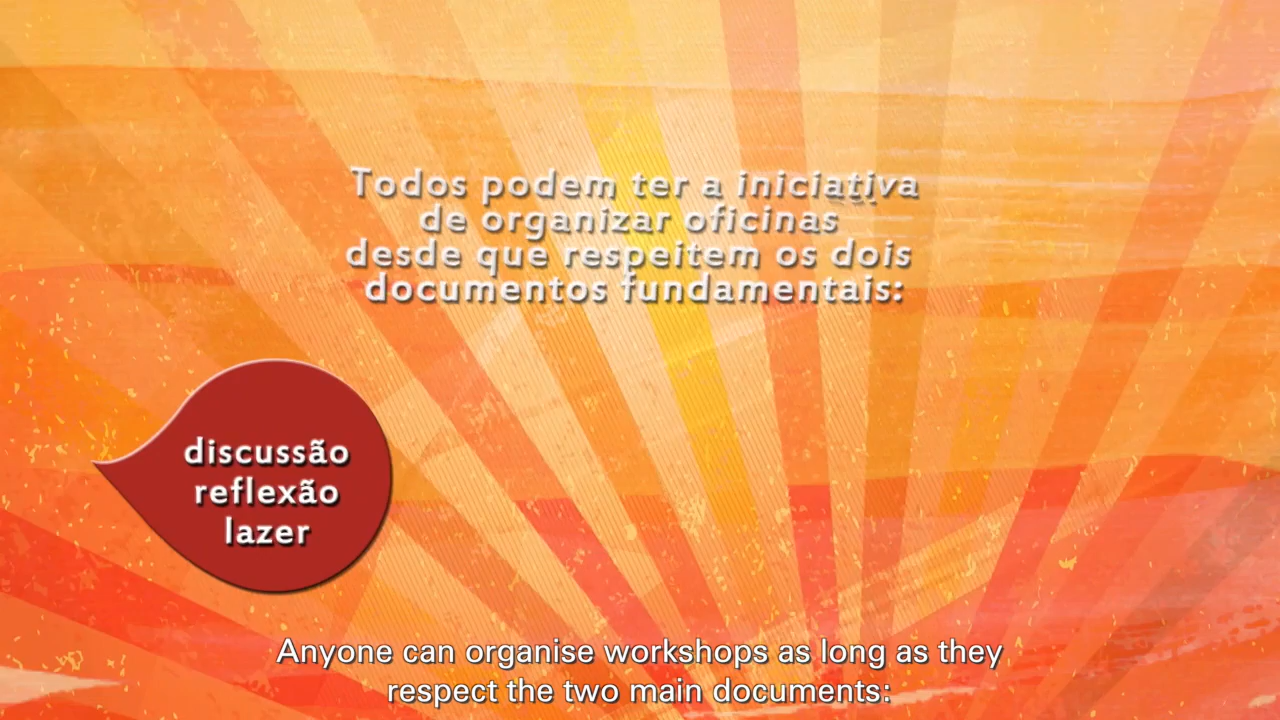 Todos podem ter a iniciativa
de organizar oficinas
desde que respeitem os dois
documentos fundamentais:
discussão
reflexão
lazer
Anyone can organise workshops as long as they
respect the two main documents: